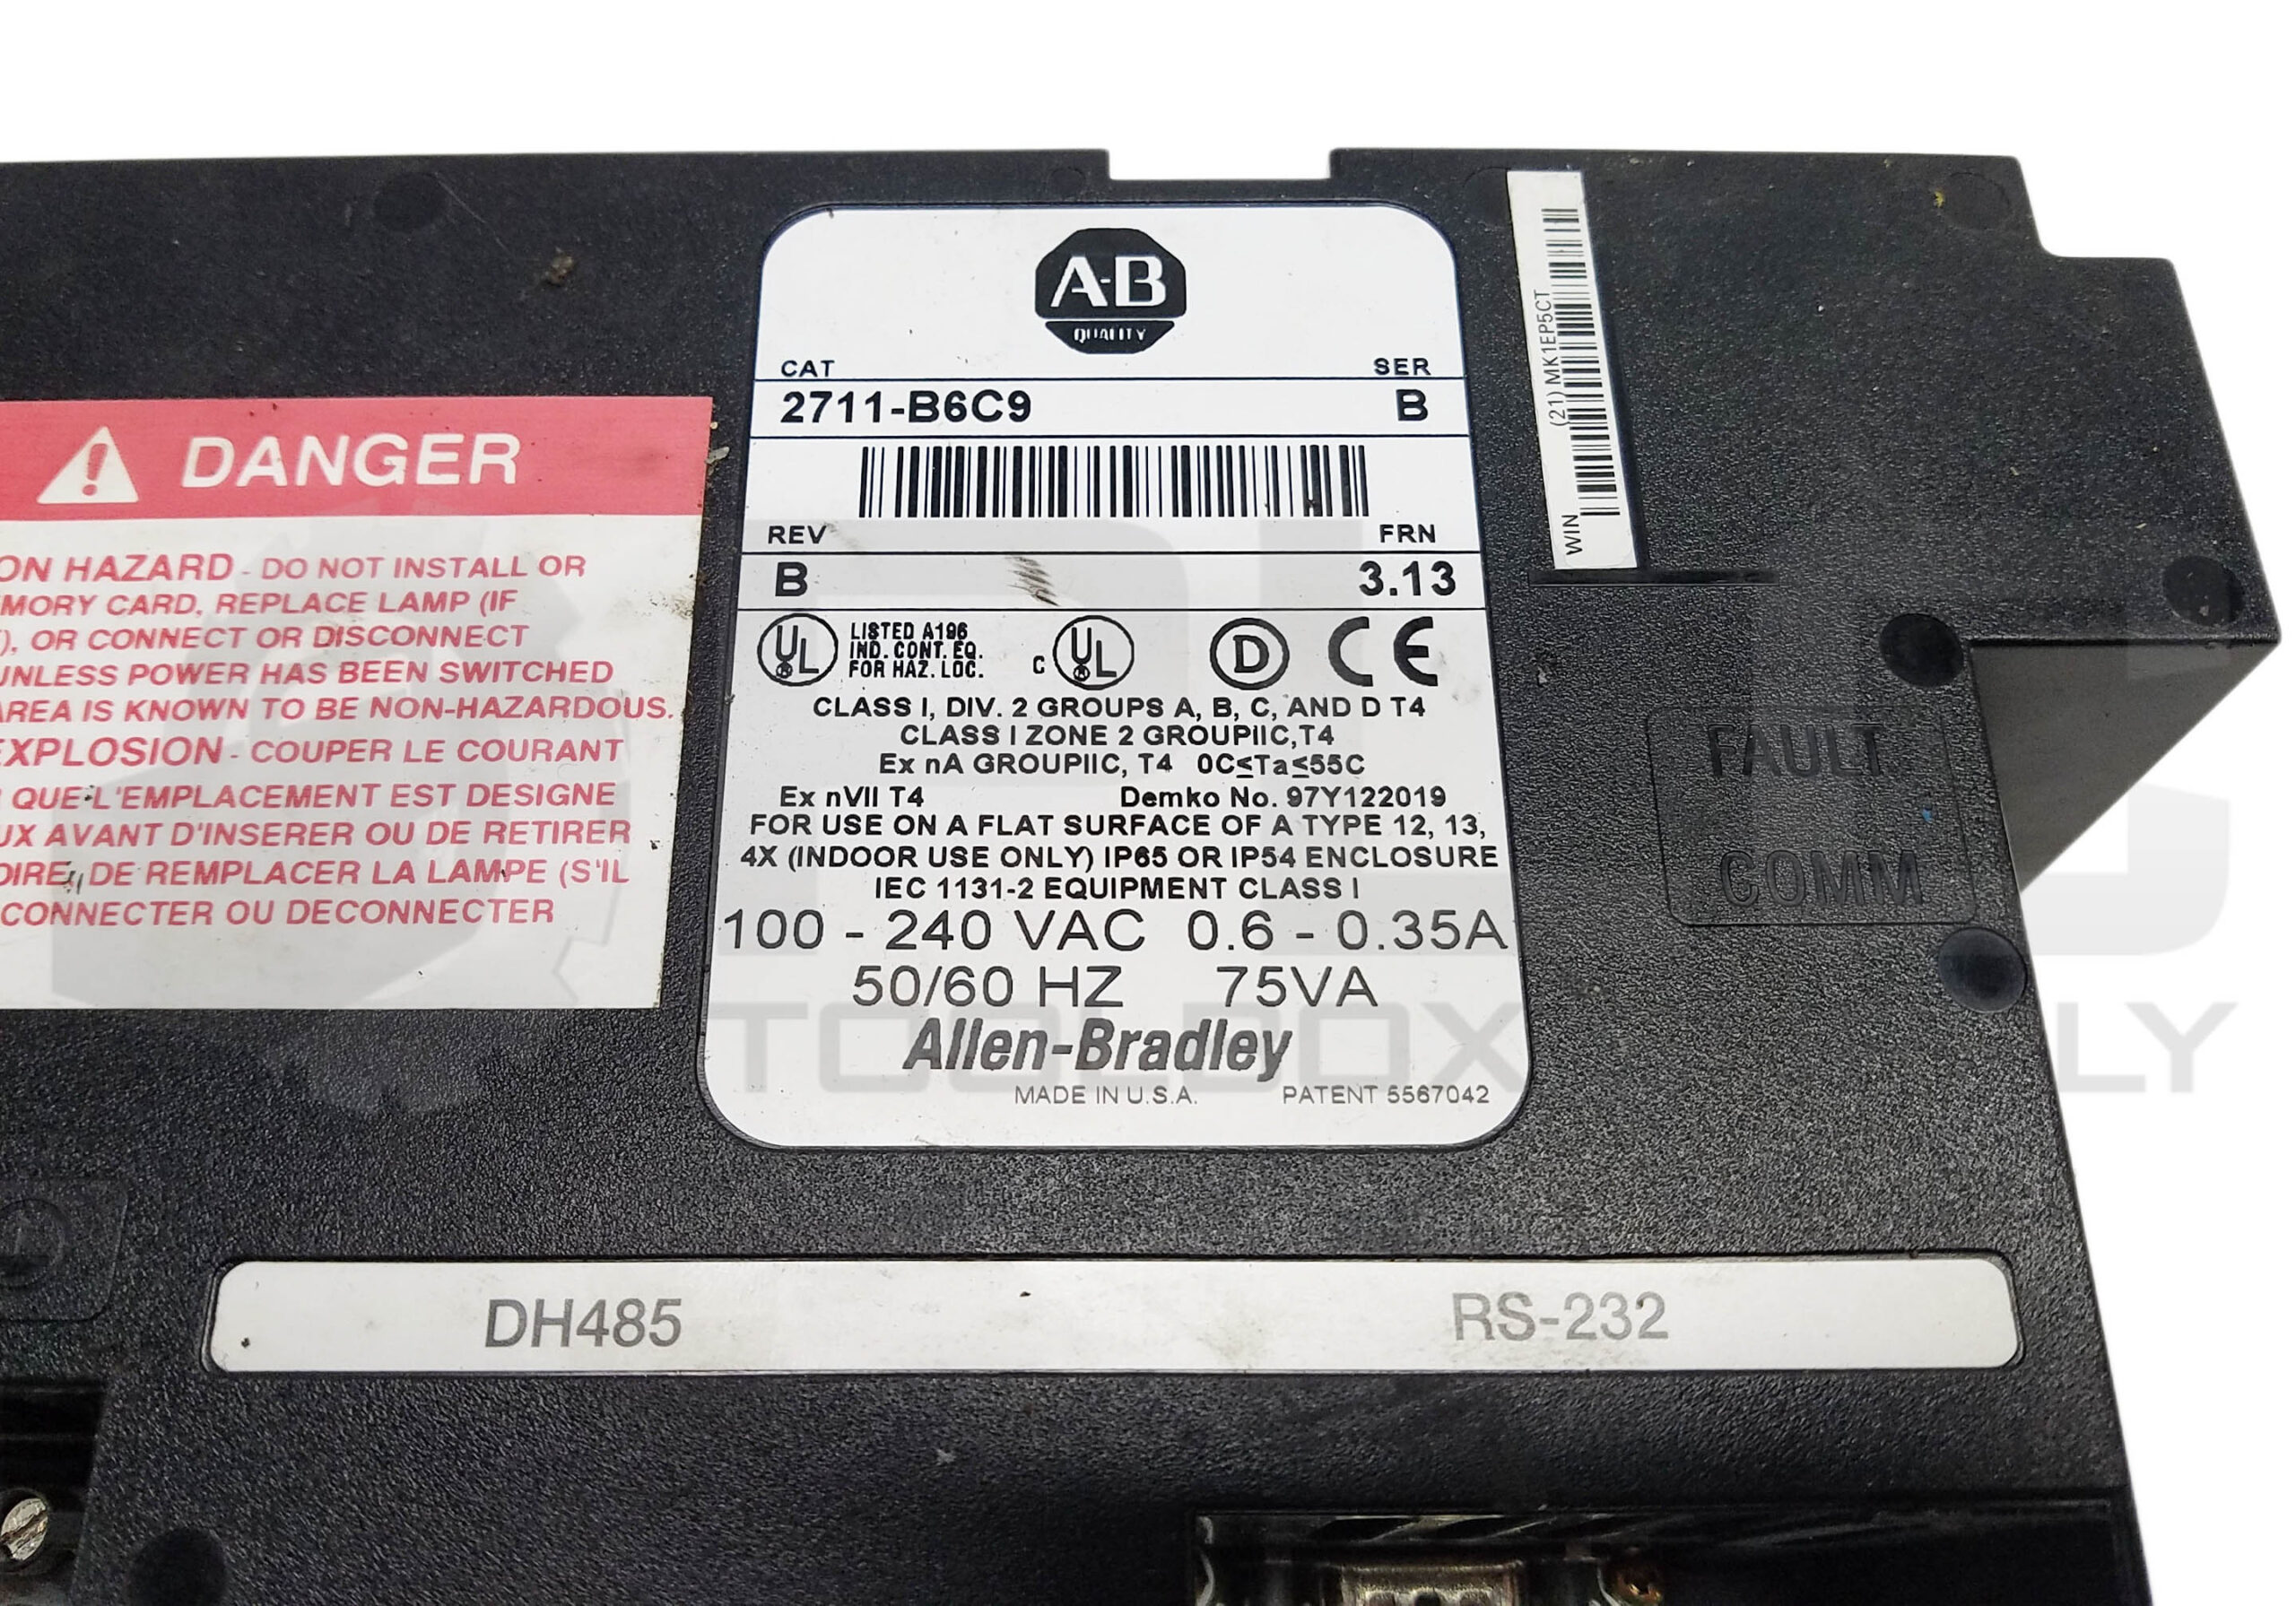 A-B
QUALITY
CAT SER
2711-B6C9 B
REV FRN
B 3.13
UL LISTED A196
IND. CONT. EQ.
FOR HAZ. LOC.
C UL D CE
CLASS I, DIV. 2 GROUPS A, B, C, AND D T4
CLASS I ZONE 2 GROUPIIC,T4
Ex nA GROUPIIC, T4 0C≤Ta≤55C
Ex nVII T4 Demko No. 97Y122019
FOR USE ON A FLAT SURFACE OF A TYPE 12, 13,
4X (INDOOR USE ONLY) IP65 OR IP54 ENCLOSURE
IEC 1131-2 EQUIPMENT CLASS I
100 - 240 VAC 0.6 - 0.35A
50/60 HZ 75VA
Allen-Bradley
MADE IN U.S.A. PATENT 5567042
WIN (21) MK1EP5CT
DANGER
ON HAZARD - DO NOT INSTALL OR
MORY CARD, REPLACE LAMP (IF
), OR CONNECT OR DISCONNECT
UNLESS POWER HAS BEEN SWITCHED
AREA IS KNOWN TO BE NON-HAZARDOUS.
EXPLOSION - COUPER LE COURANT
QUE L'EMPLACEMENT EST DESIGNE
UX AVANT D'INSERER OU DE RETIRER
OIRE, DE REMPLACER LA LAMPE (S'IL
CONNECTER OU DECONNECTER
FAULT
COMM
DH485 RS-232